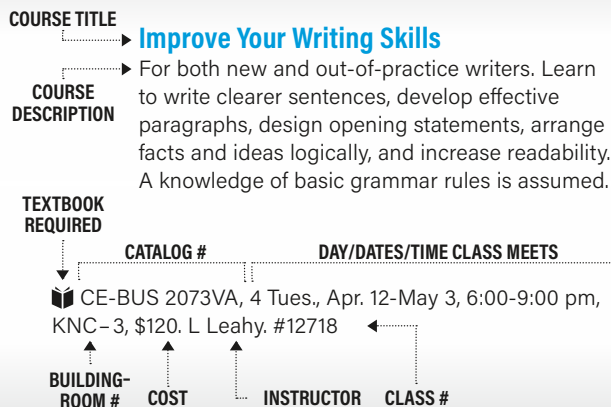 COURSE TITLE
Improve Your Writing Skills
COURSE
DESCRIPTION
For both new and out-of-practice writers. Learn
to write clearer sentences, develop effective
paragraphs, design opening statements, arrange
facts and ideas logically, and increase readability.
A knowledge of basic grammar rules is assumed.
TEXTBOOK
REQUIRED
CATALOG #
DAY/DATES/TIME CLASS MEETS
CE-BUS 2073VA, 4 Tues., Apr. 12-May 3, 6:00-9:00 pm,
KNC–3, $120. L Leahy. #12718
BUILDING–
ROOM #
COST
INSTRUCTOR
CLASS #